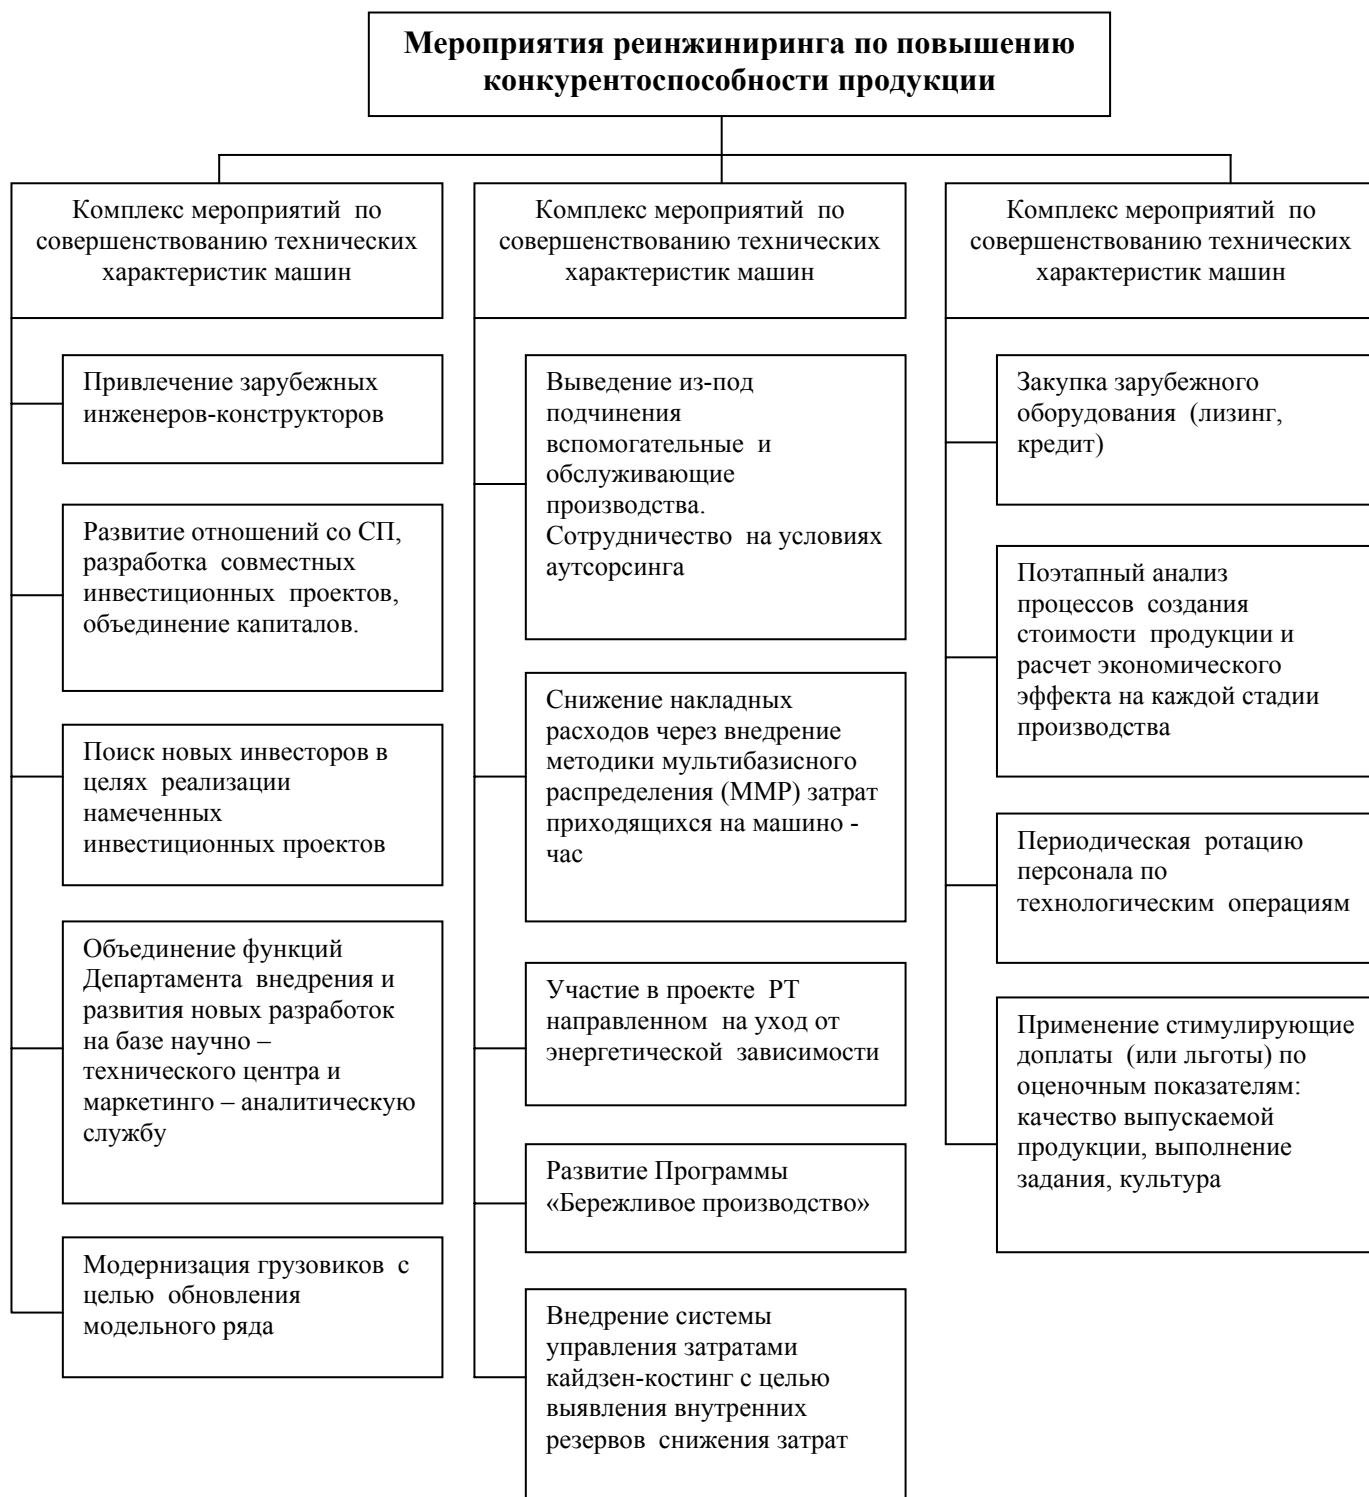 Мероприятия реинжиниринга по повышению
конкурентоспособности продукции
Комплекс мероприятий по
совершенствованию технических
характеристик машин
Привлечение зарубежных
инженеров-конструкторов
Развитие отношений со СП,
разработка совместных
инвестиционных проектов,
объединение капиталов.
Поиск новых инвесторов в
целях реализации
намеченных
инвестиционных проектов
Объединение функций
Департамента внедрения и
развития новых разработок
на базе научно –
технического центра и
маркетинго – аналитическую
службу
Модернизация грузовиков с
целью обновления
модельного ряда
Комплекс мероприятий по
совершенствованию технических
характеристик машин
Выведение из-под
подчинения
вспомогательные и
обслуживающие
производства.
Сотрудничество на условиях
аутсорсинга
Снижение накладных
расходов через внедрение
методики мультибазисного
распределения (ММР) затрат
приходящихся на машино -
час
Участие в проекте РТ
направленном на уход от
энергетической зависимости
Развитие Программы
«Бережливое производство»
Внедрение системы
управления затратами
кайдзен-костинг с целью
выявления внутренних
резервов снижения затрат
Комплекс мероприятий по
совершенствованию технических
характеристик машин
Закупка зарубежного
оборудования (лизинг,
кредит)
Поэтапный анализ
процессов создания
стоимости продукции и
расчет экономического
эффекта на каждой стадии
производства
Периодическая ротацию
персонала по
технологическим операциям
Применение стимулирующие
доплаты (или льготы) по
оценочным показателям:
качество выпускаемой
продукции, выполнение
задания, культура